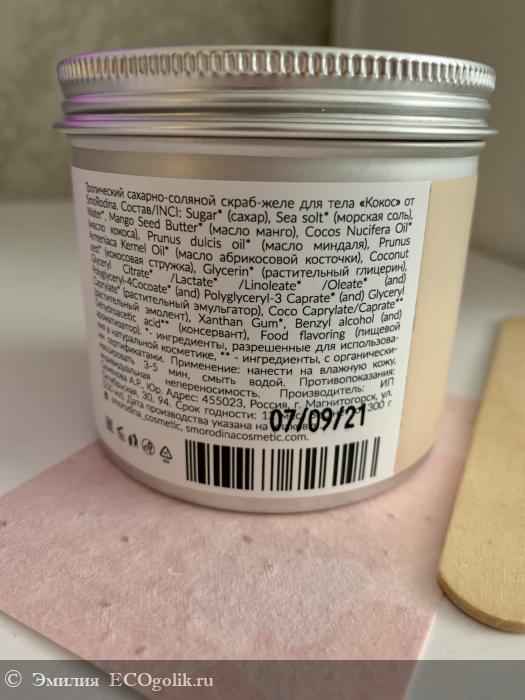 Тропический сахарно-соляной скраб-желе для тела «Кокос» от
SmoRodina. Состав/INCI: Sugar* (сахар), Sea salt* (морская соль),
Water*, Mango Seed Butter* (масло манго), Cocos Nucifera Oil*
(масло кокоса), Prunus dulcis oil* (масло миндаля), Prunus
Armeniaca Kernel Oil* (масло абрикосовой косточки), Coconut
(кокосовая стружка), Glycerin* (растительный глицерин),
Glyceryl Citrate* /Lactate* /Linoleate* /Oleate* (and)
Polyglyceryl-4Cocoate* (and) Polyglyceryl-3 Caprate* (and) Glyceryl
Caprylate* (растительный эмульгатор), Coco Caprylate/Caprate**
(растительный эмолент), Xanthan Gum*, Benzyl alcohol (and)
Dehydroacetic acid** (консервант), Food flavoring (пищевой
ароматизатор). *- ингредиенты, разрешенные для использова-
в натуральной косметике, ** - ингредиенты, с органически-
сертификатами. Применение: нанести на влажную кожу,
3-5 мин, смыть водой. Противопоказания:
индивидуальная непереносимость. Производитель: ИП
А.Р., Юр. Адрес: 455023, Россия, г. Магнитогорск, ул.
30, 94. Срок годности: 300 г
Дата производства указана на
smorodina_cosmetic, smorodinacosmetic.com
07/09/21
© Эмилия ECOgolik.ru